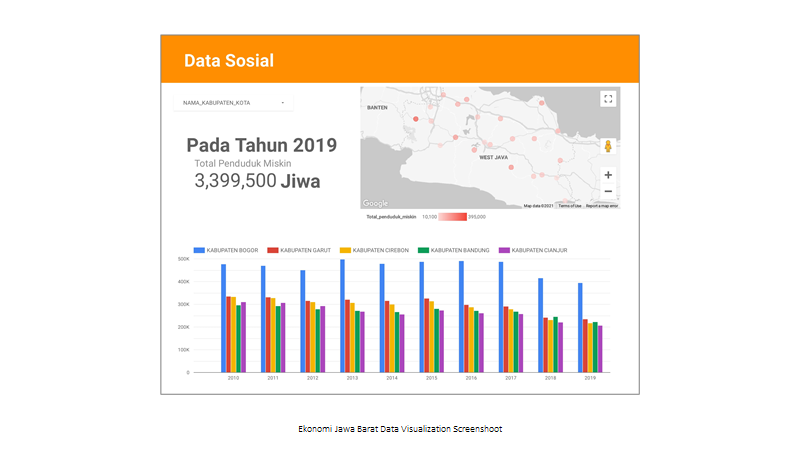 Data Sosial
NAMA_KABUPATEN_KOTA
Pada Tahun 2019
Total Penduduk Miskin
3,399,500 Jiwa
BANTEN
WEST JAVA
Google
Map data ©2021 Terms of Use Report a map error
Total_penduduk_miskin 10,100 399,000
KABUPATEN BOGOR KABUPATEN GARUT KABUPATEN CIREBON KABUPATEN BANDUNG KABUPATEN CIANJUR
500K
400K
300K
200K
100K
0
2010 2011 2012 2013 2014 2015 2016 2017 2018 2019
Ekonomi Jawa Barat Data Visualization Screenshoot